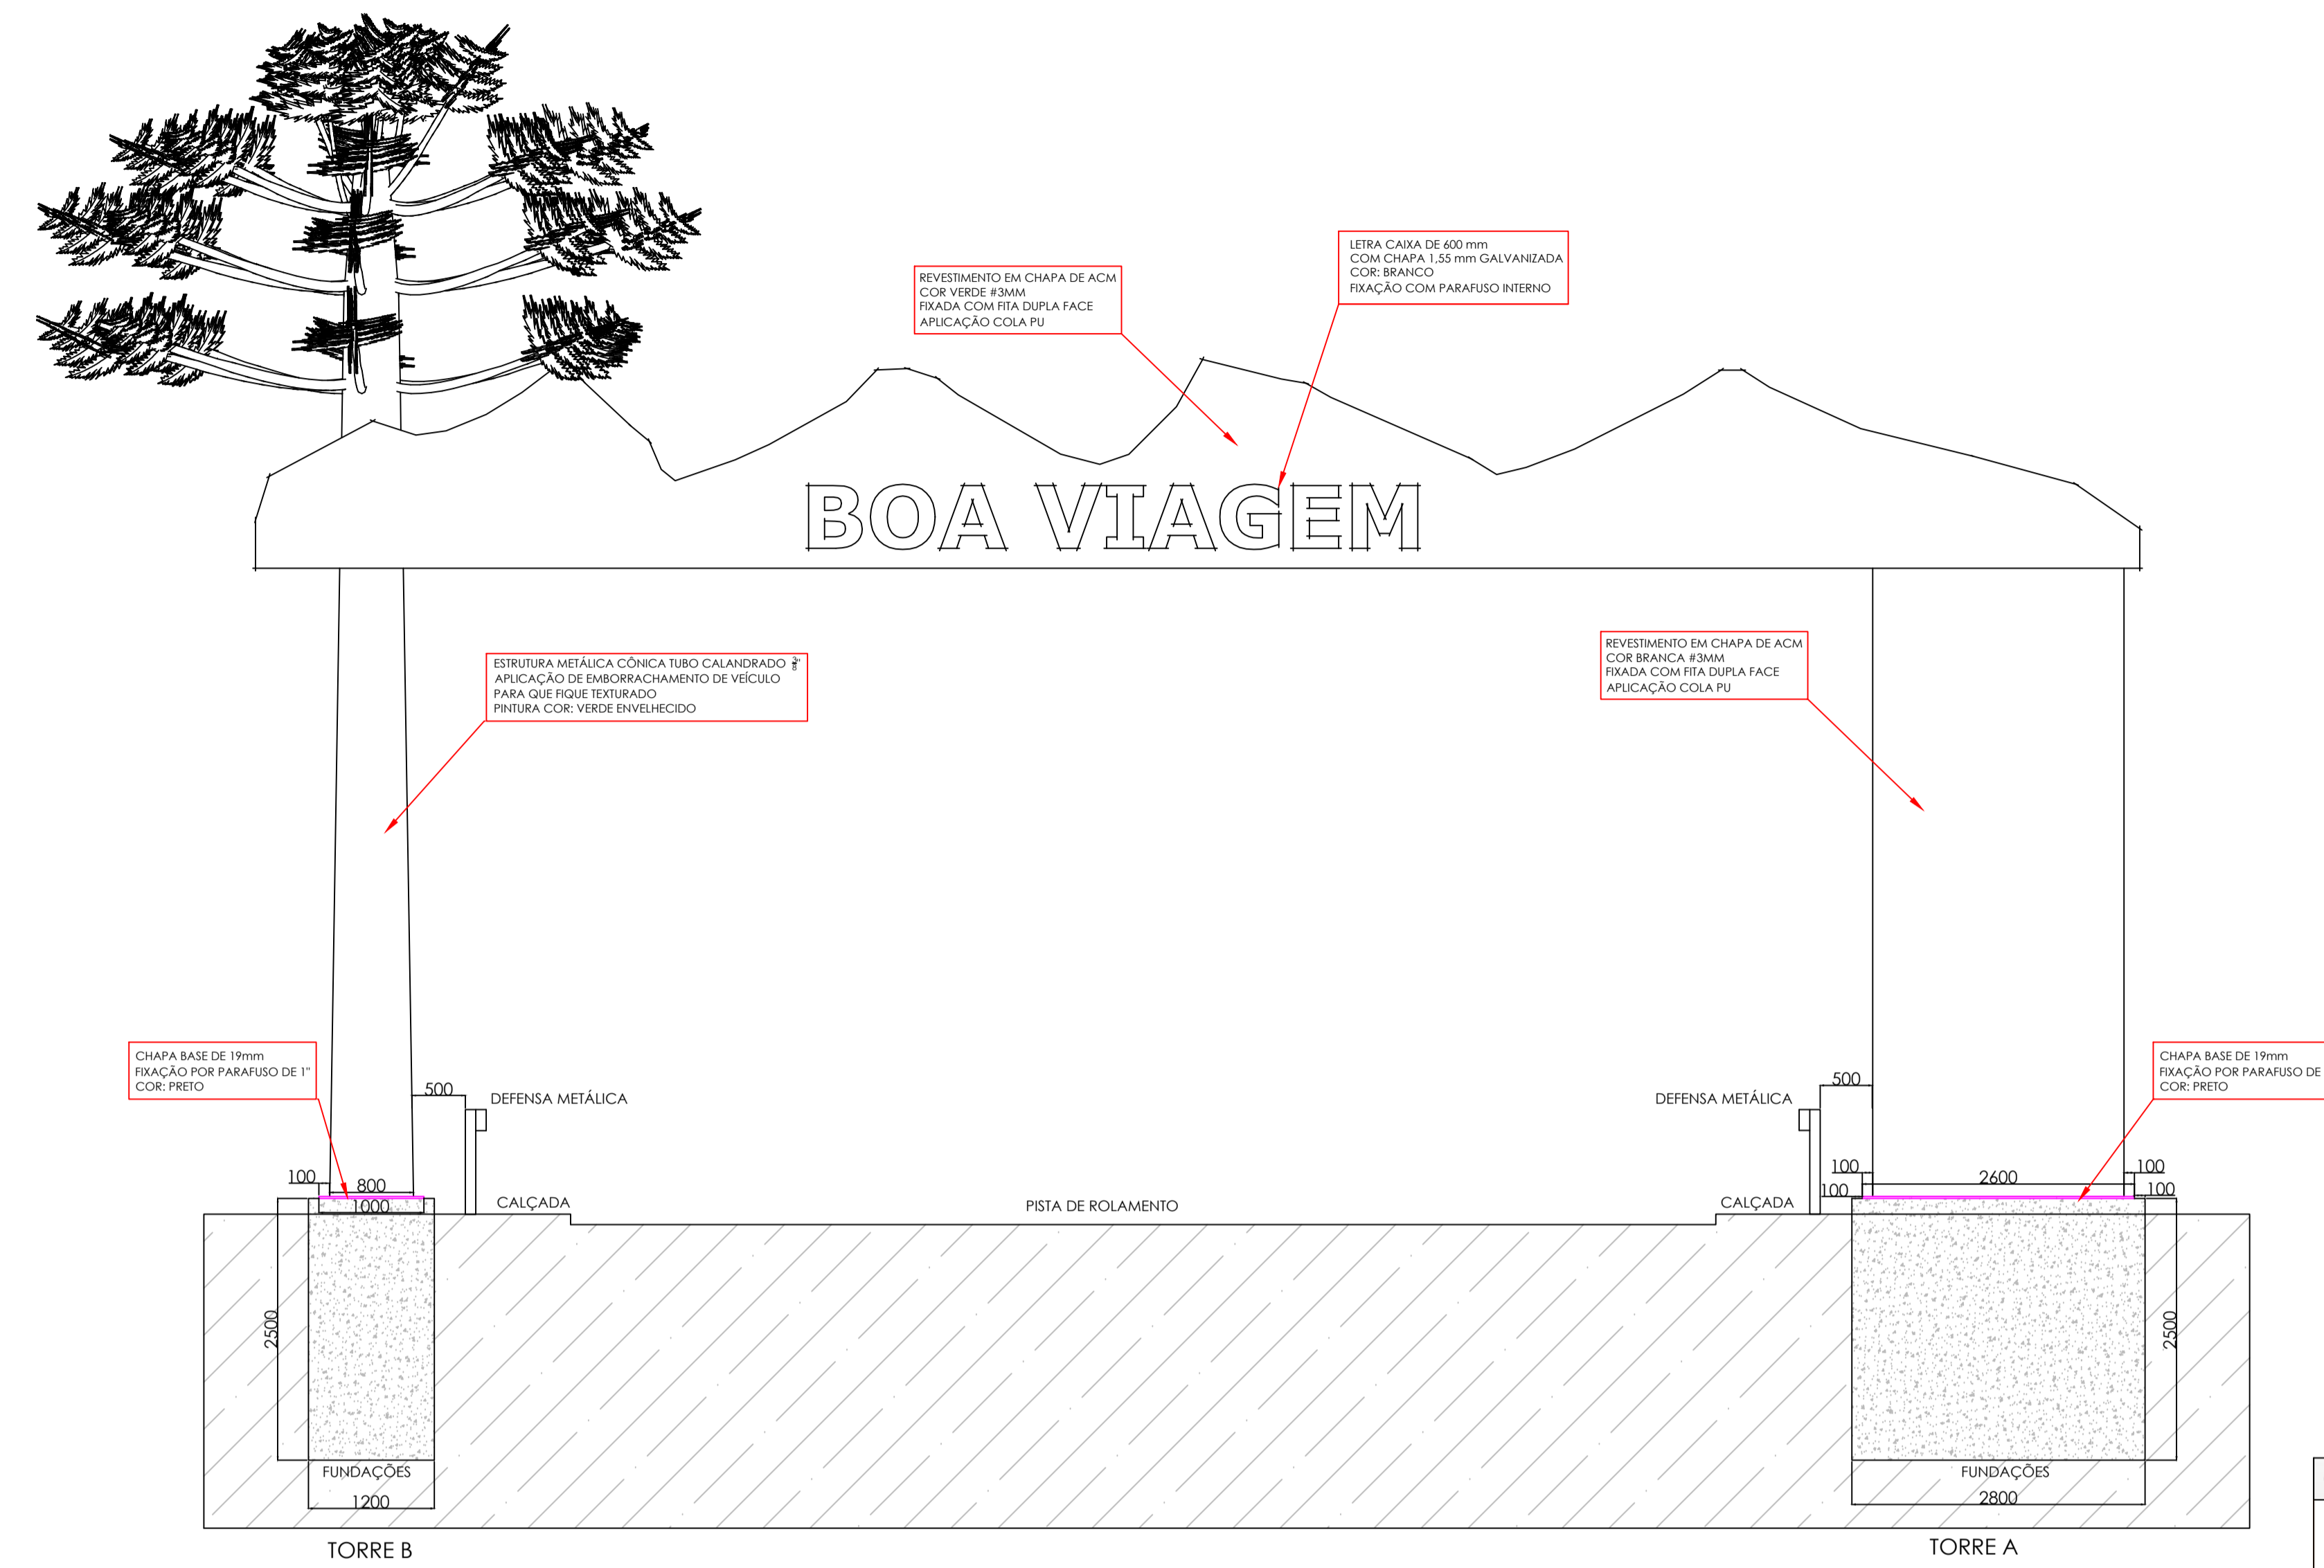 LETRA CAIXA DE 600 mm
COM CHAPA 1,55 mm GALVANIZADA
COR: BRANCO
FIXAÇÃO COM PARAFUSO INTERNO
REVESTIMENTO EM CHAPA DE ACM
COR VERDE #3MM
FIXADA COM FITA DUPLA FACE
APLICAÇÃO COLA PU
BOA VIAGEM
ESTRUTURA METÁLICA CÔNICA TUBO CALANDRADO
APLICAÇÃO DE EMBORRACHAMENTO DE VEÍCULO
PARA QUE FIQUE TEXTURADO
PINTURA COR: VERDE ENVELHECIDO
REVESTIMENTO EM CHAPA DE ACM
COR BRANCA #3MM
FIXADA COM FITA DUPLA FACE
APLICAÇÃO COLA PU
CHAPA BASE DE 19mm
FIXAÇÃO POR PARAFUSO DE 1"
COR: PRETO
500
DEFENSA METÁLICA
DEFENSA METÁLICA
500
CHAPA BASE DE 19mm
FIXAÇÃO POR PARAFUSO DE
COR: PRETO
100
800
1000
CALÇADA
PISTA DE ROLAMENTO
CALÇADA
100
100
2600
100
100
2500
2500
FUNDAÇÕES
1200
FUNDAÇÕES
2800
TORRE B
TORRE A